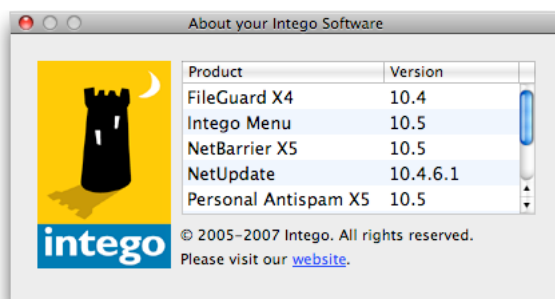 About your Intego Software
Product Version
FileGuard X4 10.4
Intego Menu 10.5
NetBarrier X5 10.5
NetUpdate 10.4.6.1
Personal Antispam X5 10.5
intego
© 2005–2007 Intego. All rights reserved.
Please visit our website.